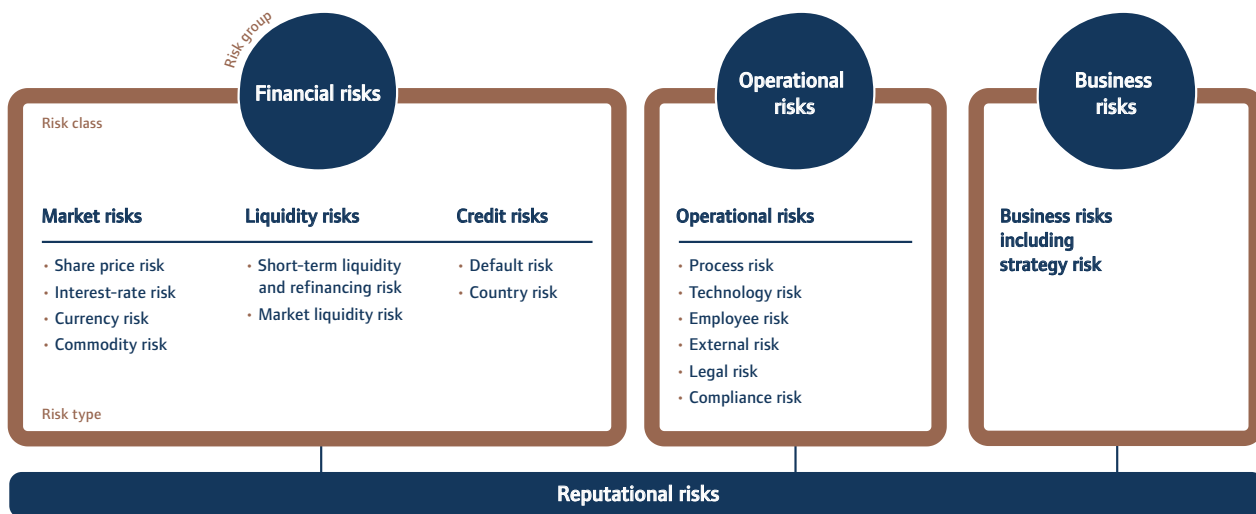 Risk group
Financial risks
Risk class
Market risks
· Share price risk
· Interest-rate risk
· Currency risk
· Commodity risk
Liquidity risks
· Short-term liquidity
and refinancing risk
· Market liquidity risk
Credit risks
· Default risk
· Country risk
Risk type
Operational
risks
Operational risks
· Process risk
· Technology risk
· Employee risk
· External risk
· Legal risk
· Compliance risk
Business
risks
Business risks
including
strategy risk
Reputational risks